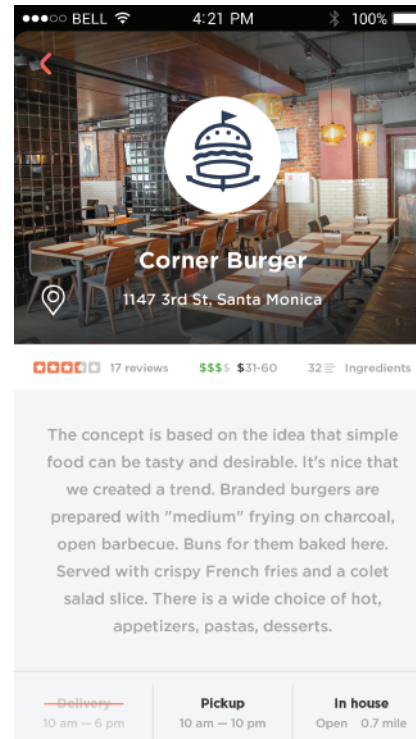 BELL 4:21 PM 100%
Corner Burger
1147 3rd St, Santa Monica
17 reviews $$$$ $31-60 32 Ingredients
The concept is based on the idea that simple
food can be tasty and desirable. It's nice that
we created a trend. Branded burgers are
prepared with "medium" frying on charcoal,
open barbecue. Buns for them baked here.
Served with crispy French fries and a colet
salad slice. There is a wide choice of hot,
appetizers, pastas, desserts.
Delivery Pickup In house
10 am — 6 pm 10 am — 10 pm Open 0.7 mile